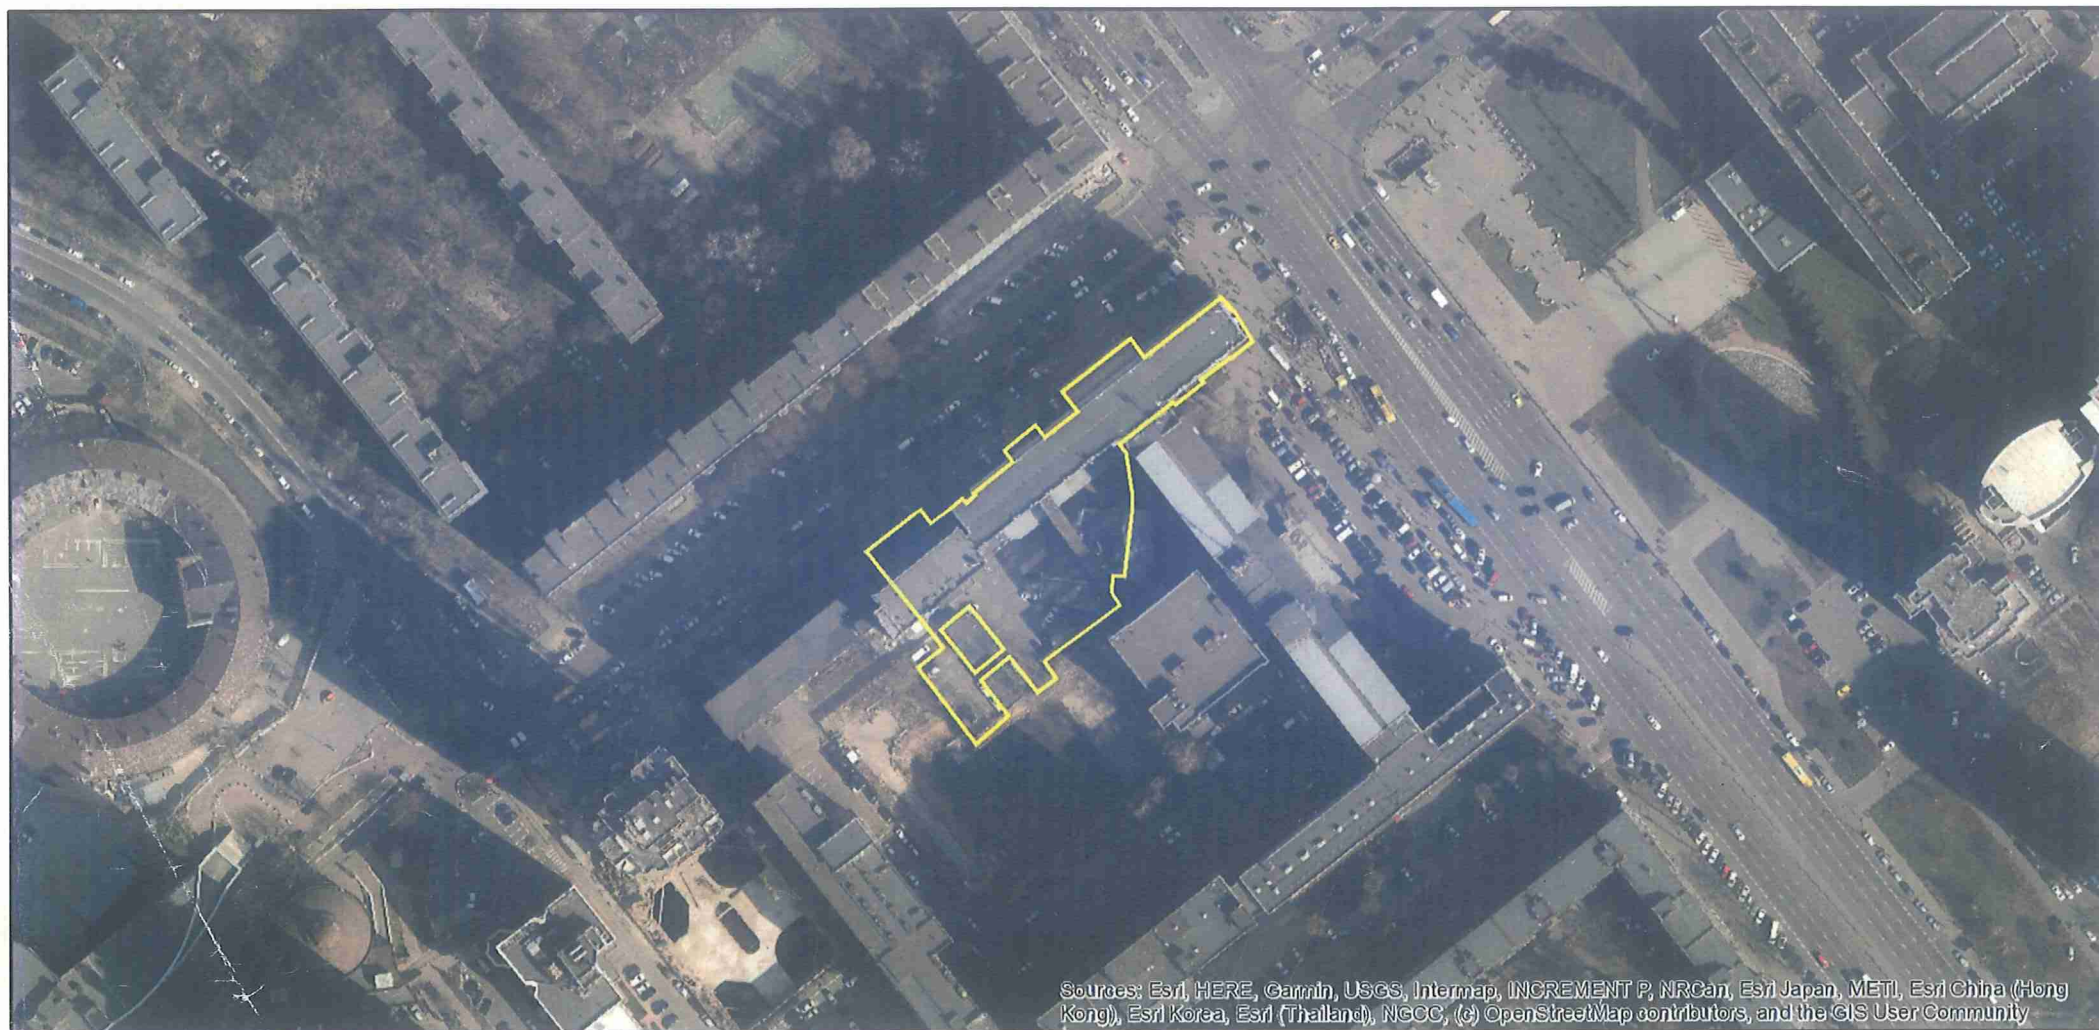 Sources: Esri, HERE, Garmin, USGS, Intermap, INCREMENT P, NRCan, Esri Japan, METI, Esri China (Hong
Kong), Esri Korea, Esri (Thailand), NGCC, (c) OpenStreetMap contributors, and the GIS User Community